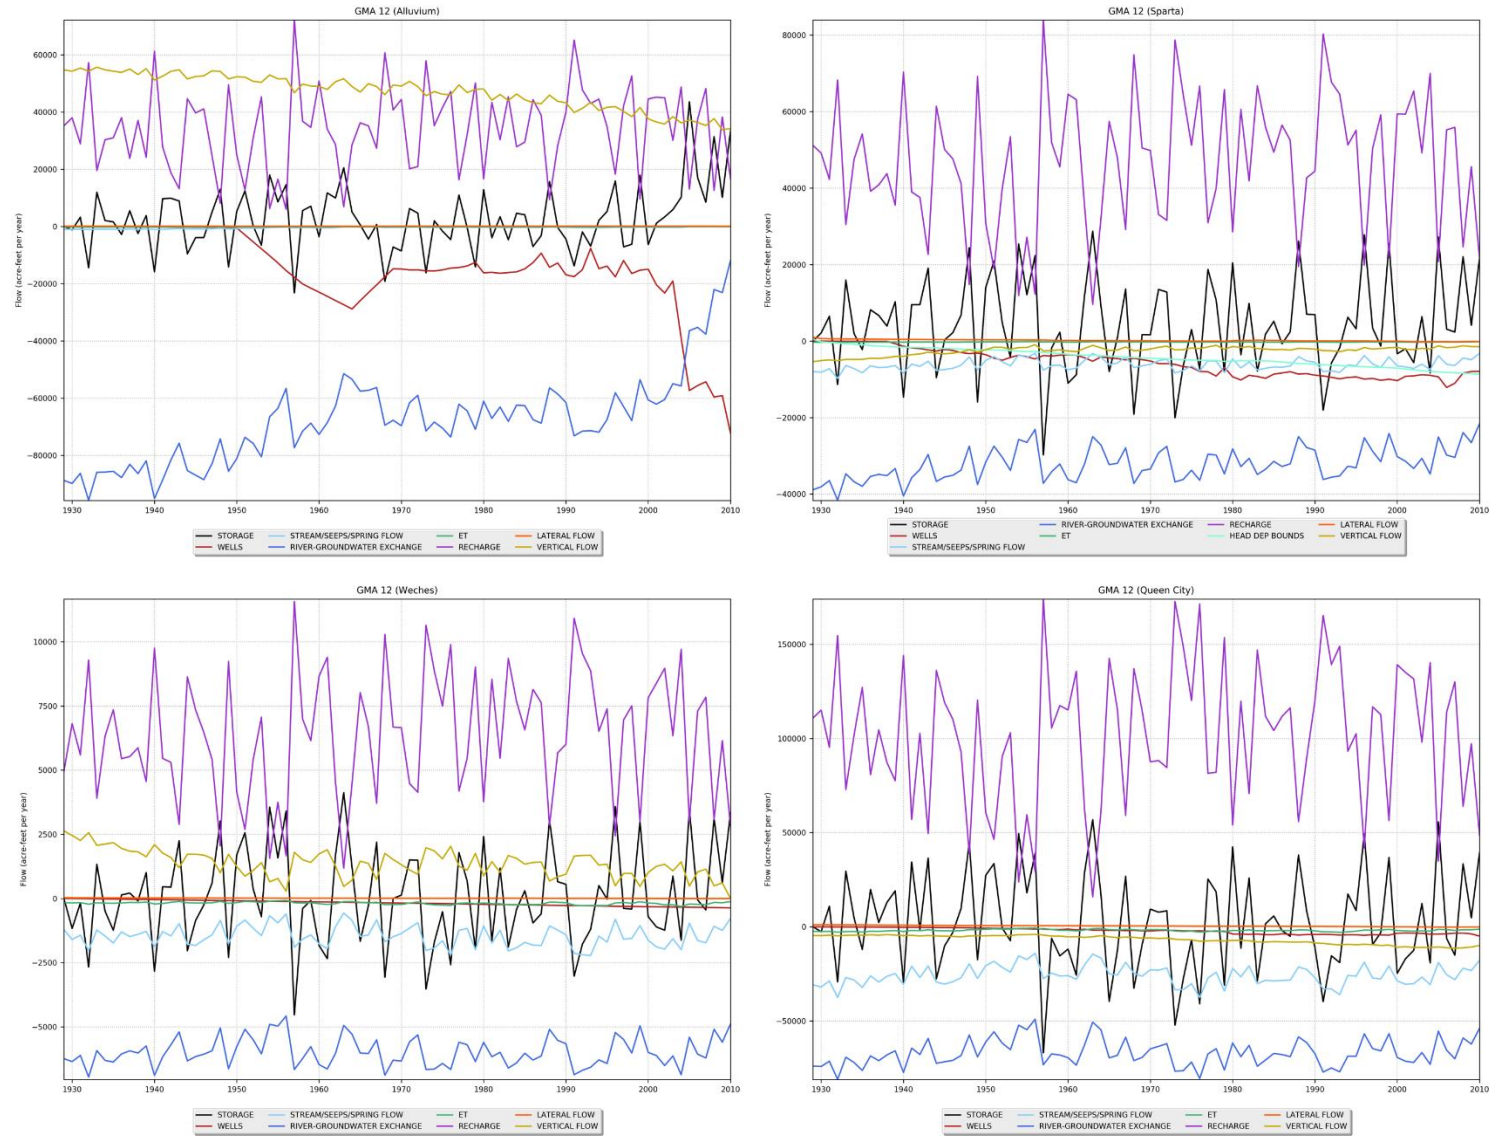 GMA 12 (Alluvium)
Flow (acre-feet per year)
60000
40000
20000
0
−20000
−40000
−60000
−80000
1930 1940 1950 1960 1970 1980 1990 2000 2010
STORAGE STREAM/SEEPS/SPRING FLOW ET LATERAL FLOW
WELLS RIVER-GROUNDWATER EXCHANGE RECHARGE VERTICAL FLOW
GMA 12 (Sparta)
Flow (acre-feet per year)
80000
60000
40000
20000
0
−20000
−40000
1930 1940 1950 1960 1970 1980 1990 2000 2010
STORAGE RIVER-GROUNDWATER EXCHANGE RECHARGE LATERAL FLOW
WELLS ET HEAD DEP BOUNDS VERTICAL FLOW
STREAM/SEEPS/SPRING FLOW
GMA 12 (Weches)
Flow (acre-feet per year)
10000
7500
5000
2500
0
−2500
−5000
1930 1940 1950 1960 1970 1980 1990 2000 2010
STORAGE STREAM/SEEPS/SPRING FLOW ET LATERAL FLOW
WELLS RIVER-GROUNDWATER EXCHANGE RECHARGE VERTICAL FLOW
GMA 12 (Queen City)
Flow (acre-feet per year)
150000
100000
50000
0
−50000
1930 1940 1950 1960 1970 1980 1990 2000 2010
STORAGE STREAM/SEEPS/SPRING FLOW ET LATERAL FLOW
WELLS RIVER-GROUNDWATER EXCHANGE RECHARGE VERTICAL FLOW